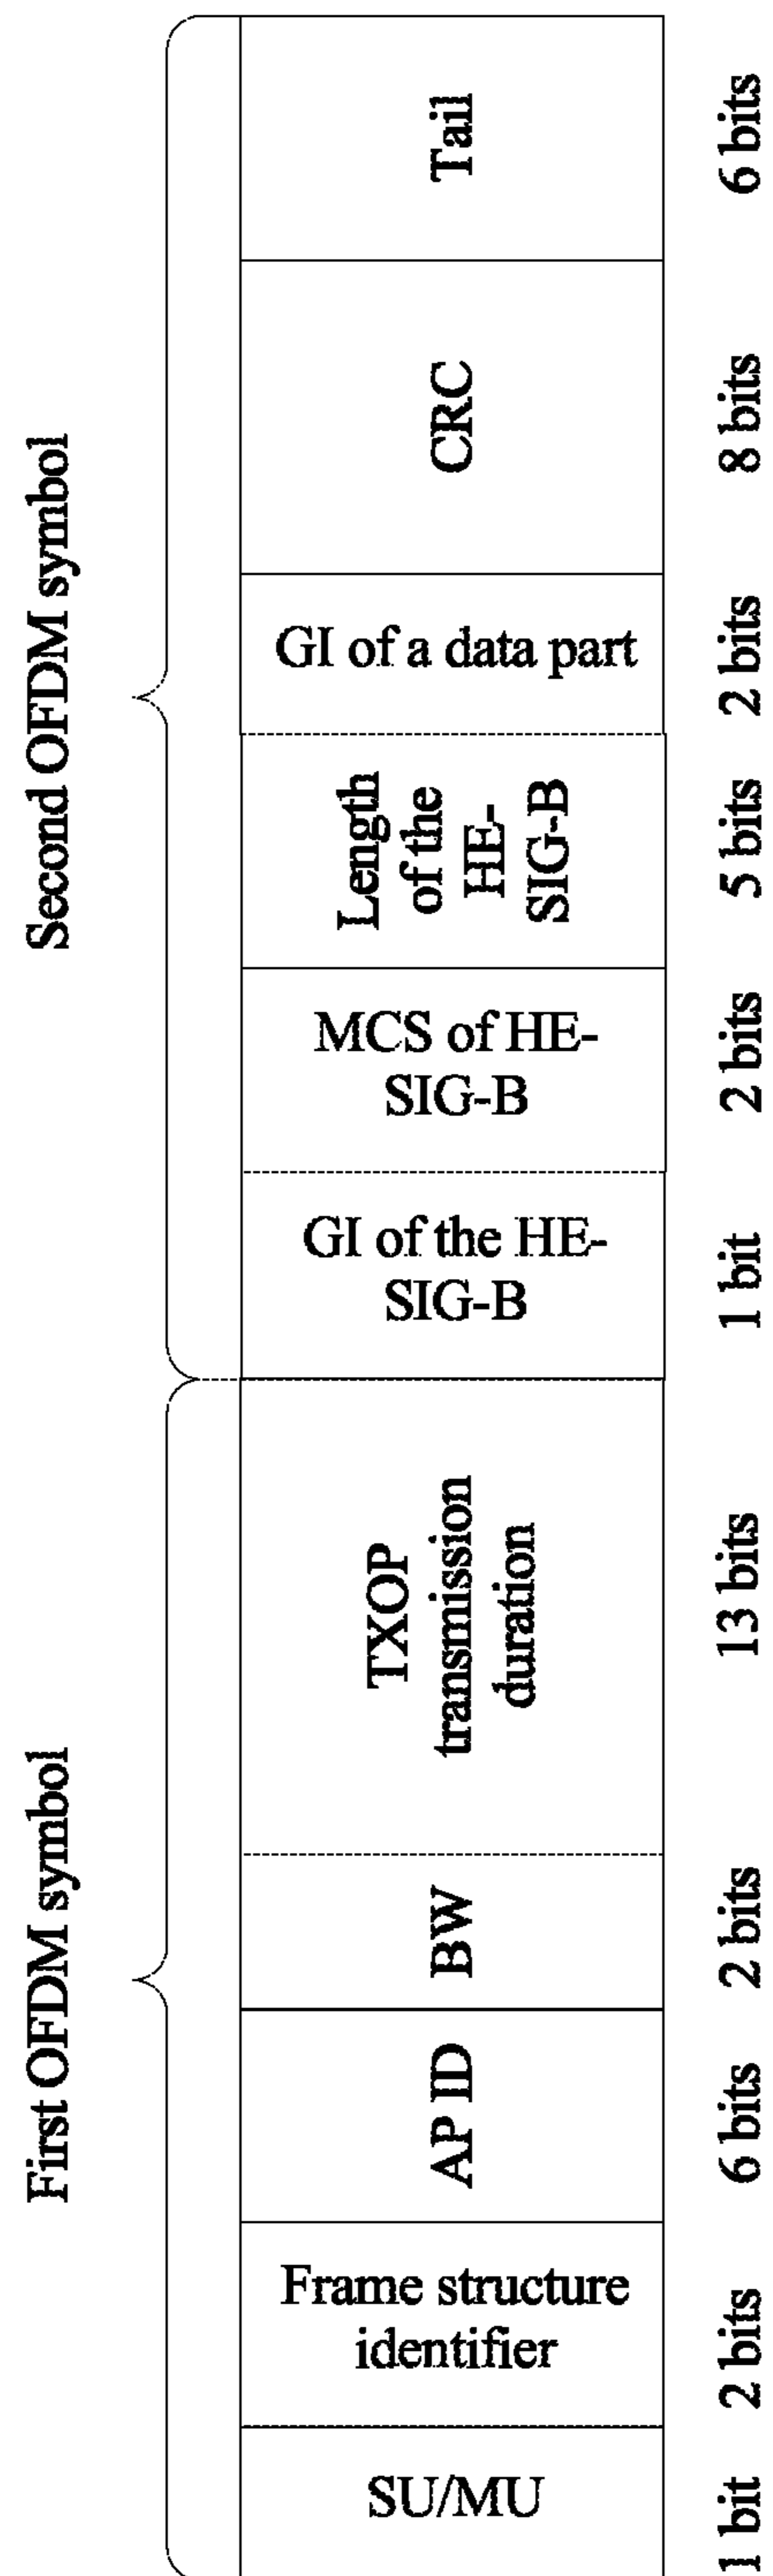 First OFDM symbol
Second OFDM symbol
SU/MU
Frame structure
identifier
AP ID
BW
TXOP
transmission
duration
GI of the HE-
SIG-B
MCS of HE-
SIG-B
Length
of the
HE-
SIG-B
GI of a data part
CRC
Tail
1 bit
2 bits
6 bits
2 bits
13 bits
1 bit
2 bits
5 bits
2 bits
8 bits
6 bits